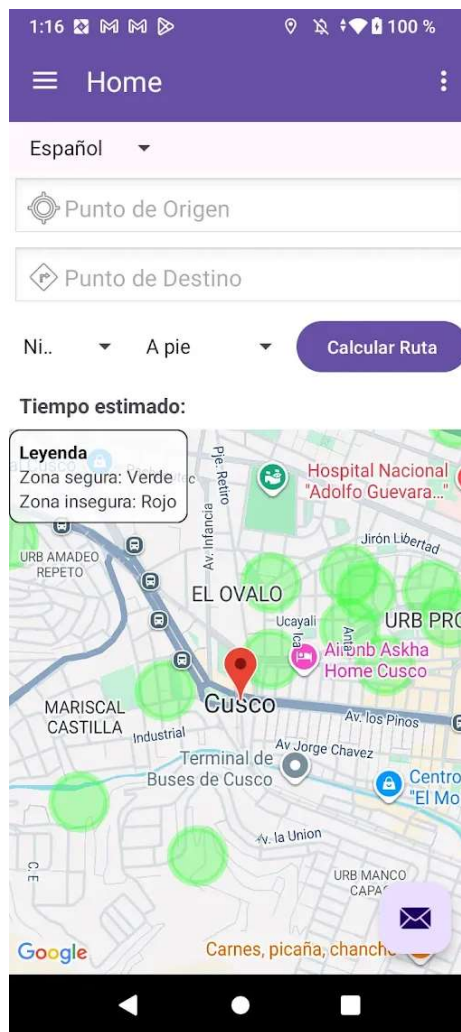 1:16
100 %
Home
Español
Punto de Origen
Punto de Destino
Ni..
A pie
Calcular Ruta
Tiempo estimado:
Leyenda
Zona segura: Verde
Zona insegura: Rojo
Pje. Retiro
Hospital Nacional
"Adolfo Guevara..."
Av. Infancia
Jirón Libertad
URB AMADEO
REPETO
EL OVALO
Ucayali
Ica
Anta
URB PRO
Airbnb Askha
Home Cusco
MARISCAL
CASTILLA
Cusco
Industrial
Av. los Pinos
Av Jorge Chavez
Terminal de
Buses de Cusco
Centro
"El Mo
Av. la Union
C. E
URB MANCO
CAPAC
Google
Carnes, picaña, chancho